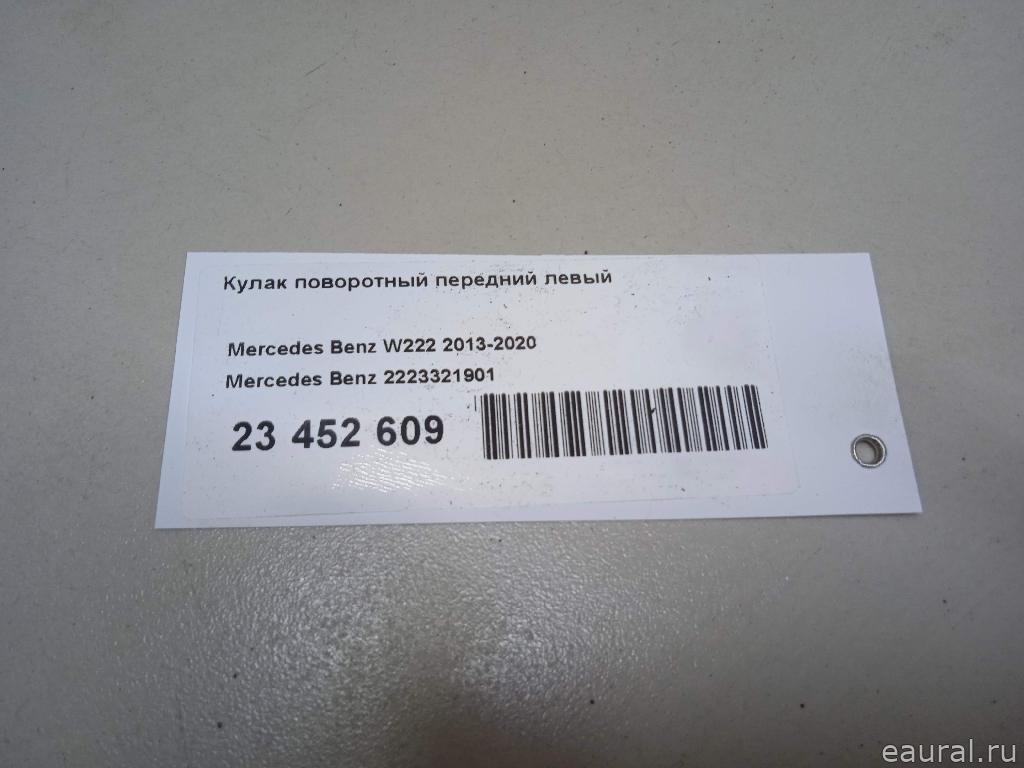 Кулак поворотный передний левый
Mercedes Benz W222 2013-2020
Mercedes Benz 2223321901
23 452 609
eaural.ru